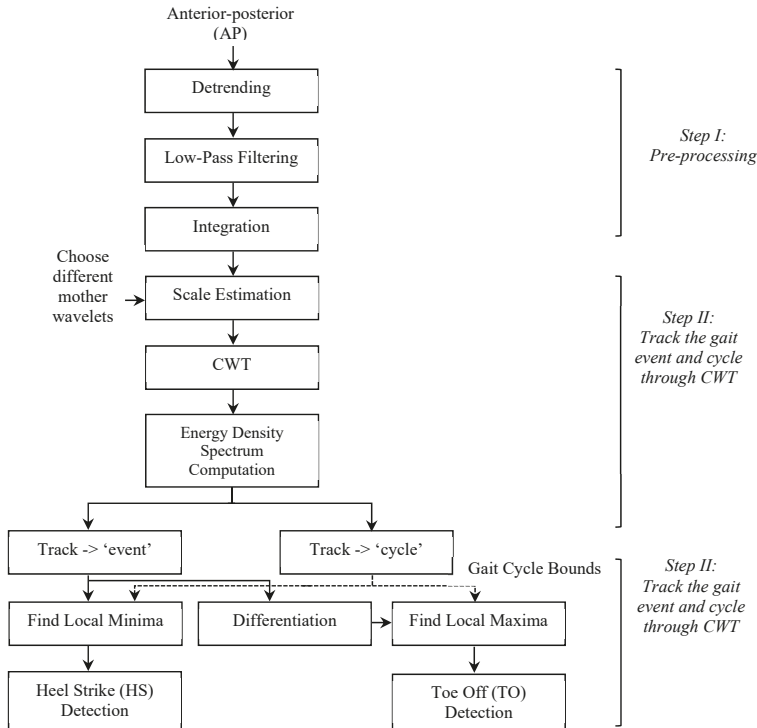 Anterior-posterior
(AP)
Detrending
Step I:
Pre-processing
Low-Pass Filtering
Integration
Choose
different
mother
wavelets
Scale Estimation
Step II:
Track the gait
event and cycle
through CWT
CWT
Energy Density
Spectrum
Computation
Track -> ‘event’
Track -> ‘cycle’
Gait Cycle Bounds
Step II:
Track the gait
event and cycle
through CWT
Find Local Minima
Differentiation
Find Local Maxima
Heel Strike (HS)
Detection
Toe Off (TO)
Detection